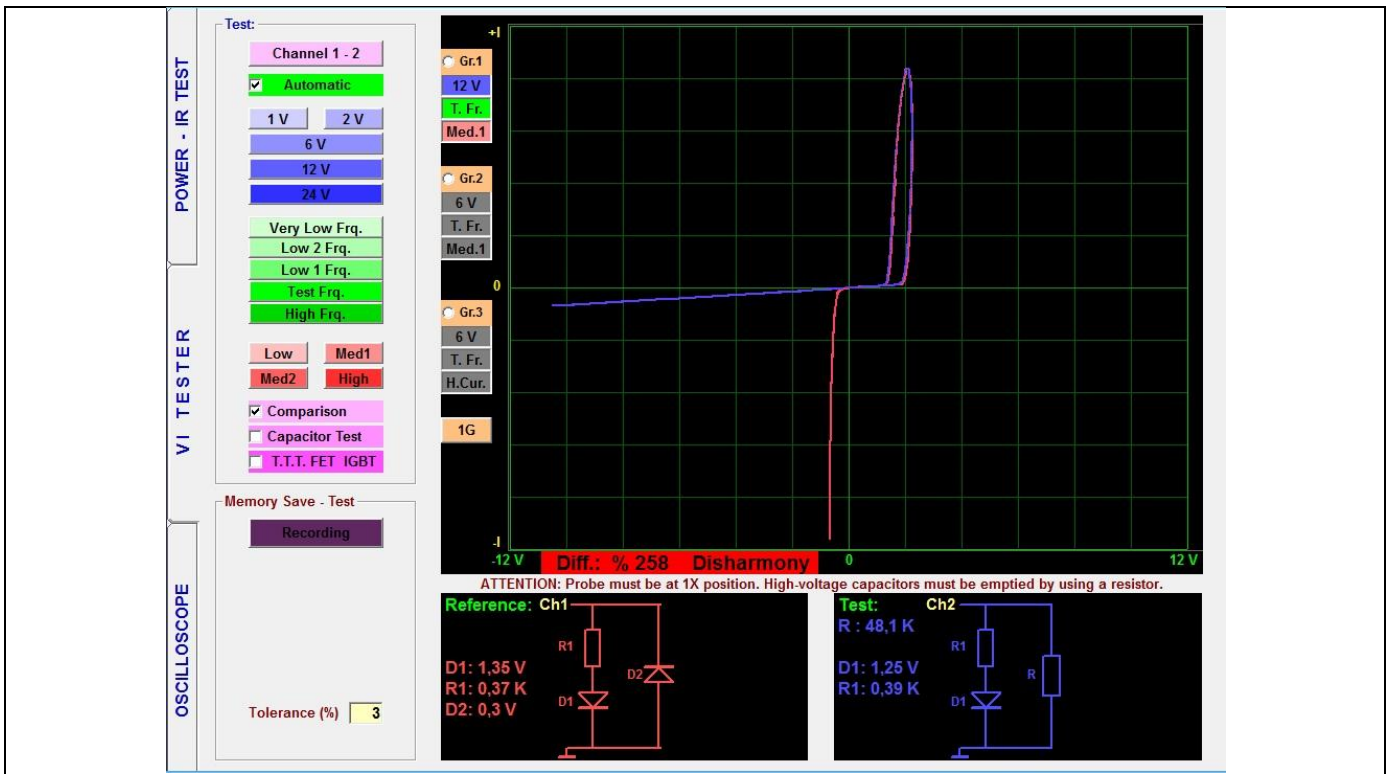 POWER - IR TEST
VI TESTER
OSCILLOSCOPE
Test:
Channel 1 - 2
Automatic
1 V
2 V
6 V
12 V
24 V
Very Low Frq.
Low 2 Frq.
Low 1 Frq.
Test Frq.
High Frq.
Low
Med1
Med2
High
Comparison
Capacitor Test
T.T.T. FET IGBT
Memory Save - Test
Recording
Tolerance (%) 3
Gr.1
12 V
T. Fr.
Med.1
Gr.2
6 V
T. Fr.
Med.1
Gr.3
6 V
T. Fr.
H.Cur.
1G
+I
0
-I
-12 V
Diff.: % 258 Disharmony
0
12 V
ATTENTION: Probe must be at 1X position. High-voltage capacitors must be emptied by using a resistor.
Reference: Ch1
R1
D1: 1,35 V
R1: 0,37 K
D2: 0,3 V
D2
D1
Test: Ch2
R : 48,1 K
R1
D1: 1,25 V
R1: 0,39 K
R
D1